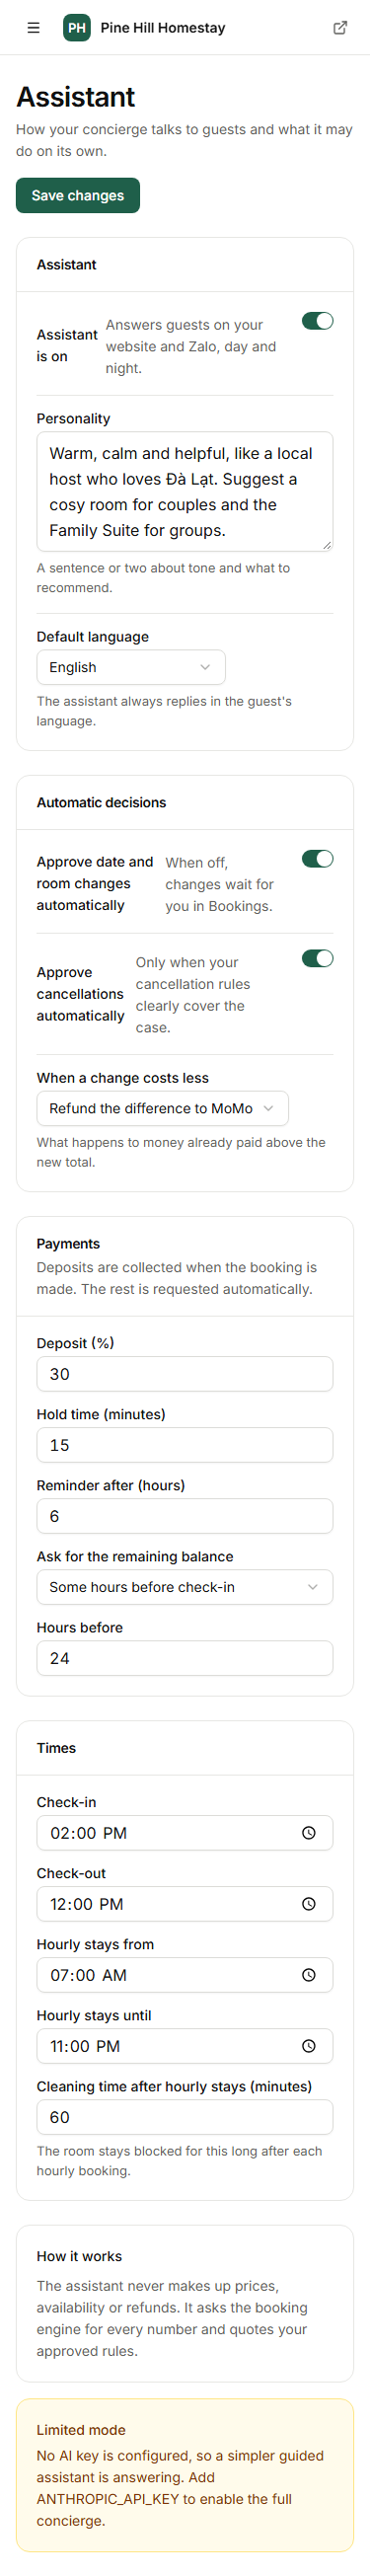 PH Pine Hill Homestay
Assistant
How your concierge talks to guests and what it may
do on its own.
Save changes
Assistant
Assistant
is on
Answers guests on your
website and Zalo, day and
night.
Personality
Warm, calm and helpful, like a local
host who loves Đà Lạt. Suggest a
cosy room for couples and the
Family Suite for groups.
A sentence or two about tone and what to
recommend.
Default language
English
The assistant always replies in the guest's
language.
Automatic decisions
Approve date and
room changes
automatically
When off,
changes wait for
you in Bookings.
Approve
cancellations
automatically
Only when your
cancellation rules
clearly cover the
case.
When a change costs less
Refund the difference to MoMo
What happens to money already paid above the
new total.
Payments
Deposits are collected when the booking is
made. The rest is requested automatically.
Deposit (%)
30
Hold time (minutes)
15
Reminder after (hours)
6
Ask for the remaining balance
Some hours before check-in
Hours before
24
Times
Check-in
02:00 PM
Check-out
12:00 PM
Hourly stays from
07:00 AM
Hourly stays until
11:00 PM
Cleaning time after hourly stays (minutes)
60
The room stays blocked for this long after each
hourly booking.
How it works
The assistant never makes up prices,
availability or refunds. It asks the booking
engine for every number and quotes your
approved rules.
Limited mode
No AI key is configured, so a simpler guided
assistant is answering. Add
ANTHROPIC_API_KEY to enable the full
concierge.